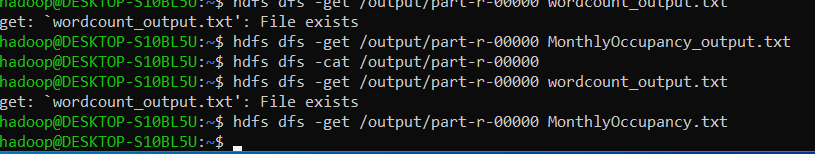 hadoop@DESKTOP-S10BL5U:~$ hdfs dfs -get /output/part-r-00000 wordcount_output.txt
get: `wordcount_output.txt': File exists
hadoop@DESKTOP-S10BL5U:~$ hdfs dfs -get /output/part-r-00000 MonthlyOccupancy_output.txt
hadoop@DESKTOP-S10BL5U:~$ hdfs dfs -cat /output/part-r-00000
hadoop@DESKTOP-S10BL5U:~$ hdfs dfs -get /output/part-r-00000 wordcount_output.txt
get: `wordcount_output.txt': File exists
hadoop@DESKTOP-S10BL5U:~$ hdfs dfs -get /output/part-r-00000 MonthlyOccupancy.txt
hadoop@DESKTOP-S10BL5U:~$